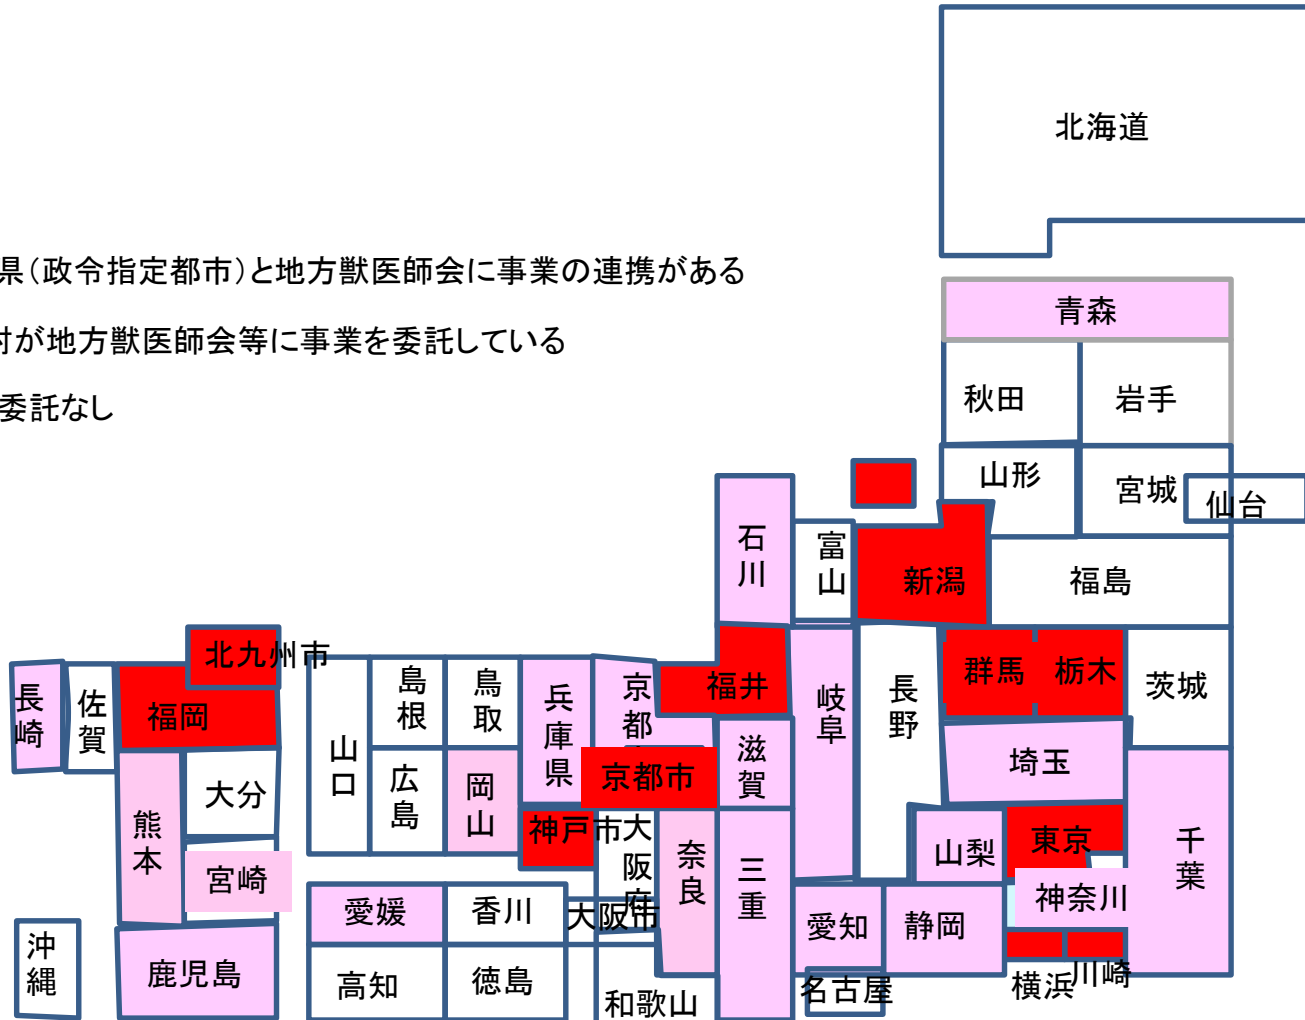 北海道
県（政令指定都市）と地方獣医師会に事業の連携がある
青森
村が地方獣医師会等に事業を委託している
委託なし
秋田
岩手
山形
宮城
仙台
石川
富山
新潟
福島
北九州市
長崎
佐賀
福岡
島根
鳥取
兵庫県
京都
福井
岐阜
長野
群馬
栃木
茨城
山口
広島
岡山
京都市
滋賀
埼玉
大分
熊本
神戸市
大阪府
奈良
三重
山梨
東京
千葉
宮崎
神奈川
愛媛
香川
大阪市
愛知
静岡
沖縄
鹿児島
高知
徳島
和歌山
名古屋
横浜
川崎